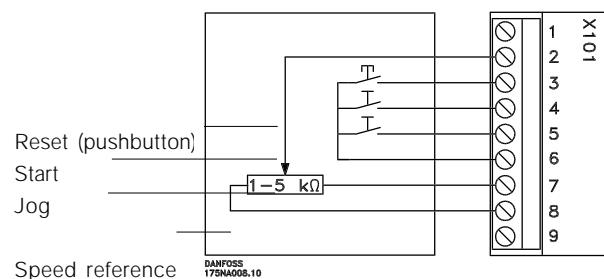 Reset (pushbutton)
Start
Jog
Speed reference
1-5 kΩ
DANFOSS
175NA008.10
X101
1
2
3
4
5
6
7
8
9